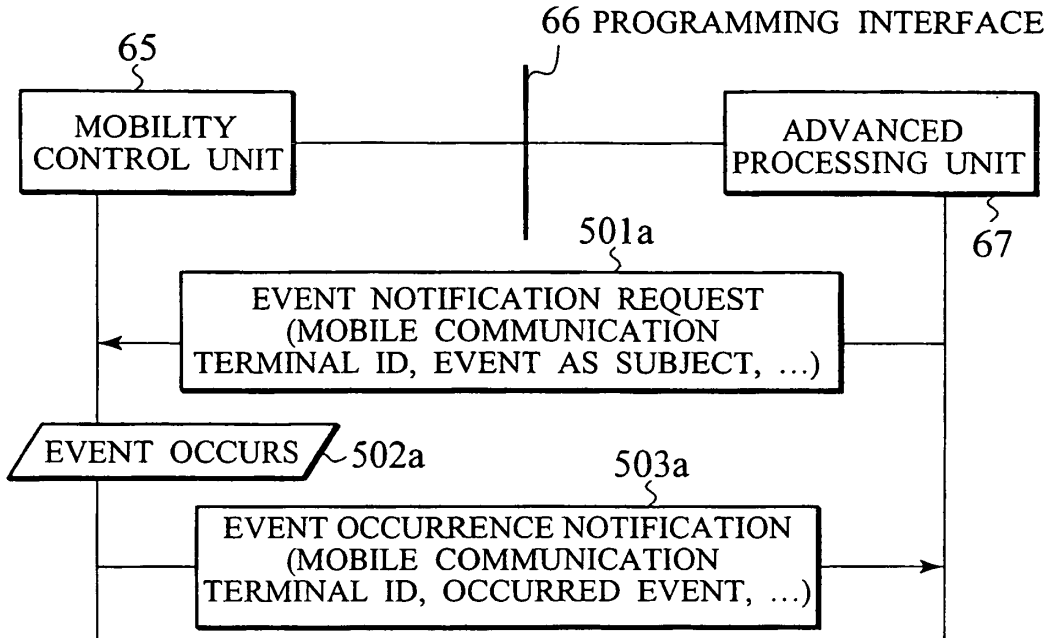 66 PROGRAMMING INTERFACE
65
MOBILITY
CONTROL UNIT
ADVANCED
PROCESSING UNIT
67
501a
EVENT NOTIFICATION REQUEST
(MOBILE COMMUNICATION
TERMINAL ID, EVENT AS SUBJECT, ...)
EVENT OCCURS
502a
503a
EVENT OCCURRENCE NOTIFICATION
(MOBILE COMMUNICATION
TERMINAL ID, OCCURRED EVENT, ...)